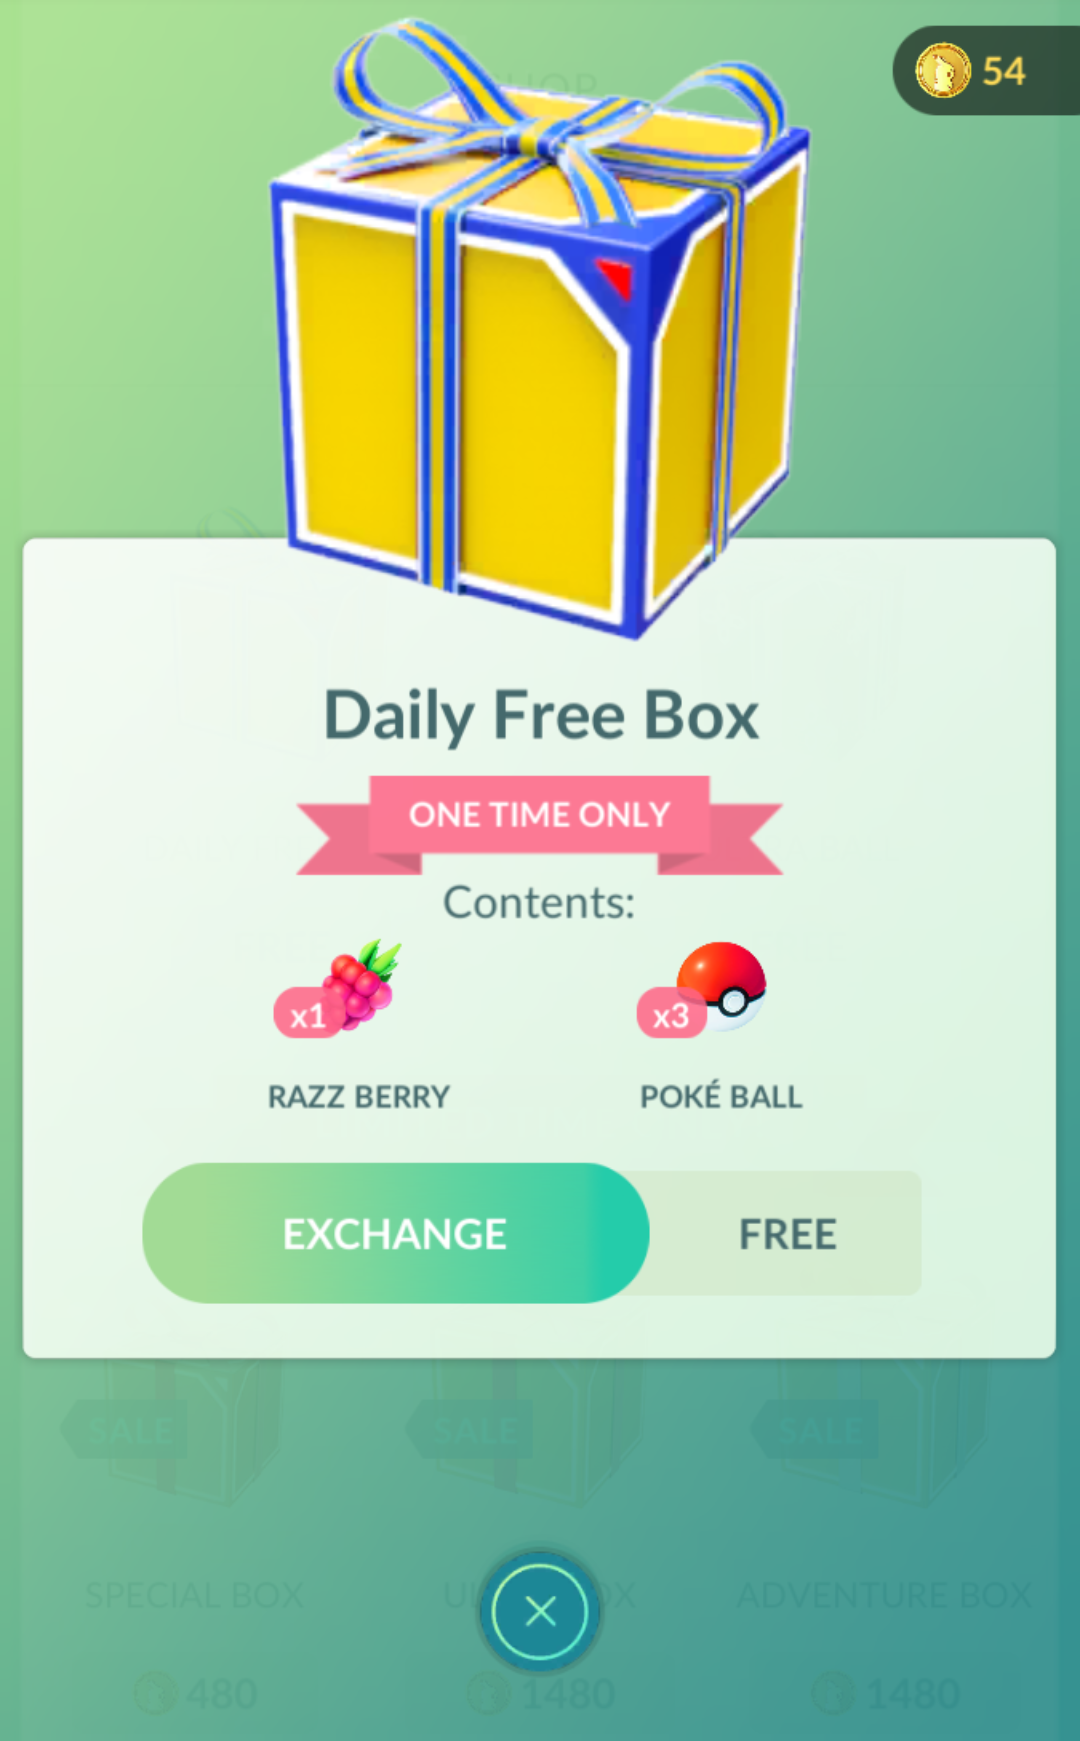 SHOP
54
Daily Free Box
ONE TIME ONLY
Contents:
x1
x3
RAZZ BERRY
POKÉ BALL
EXCHANGE
FREE
SALE
SALE
SALE
SPECIAL BOX
ADVENTURE BOX
480
1480
1480